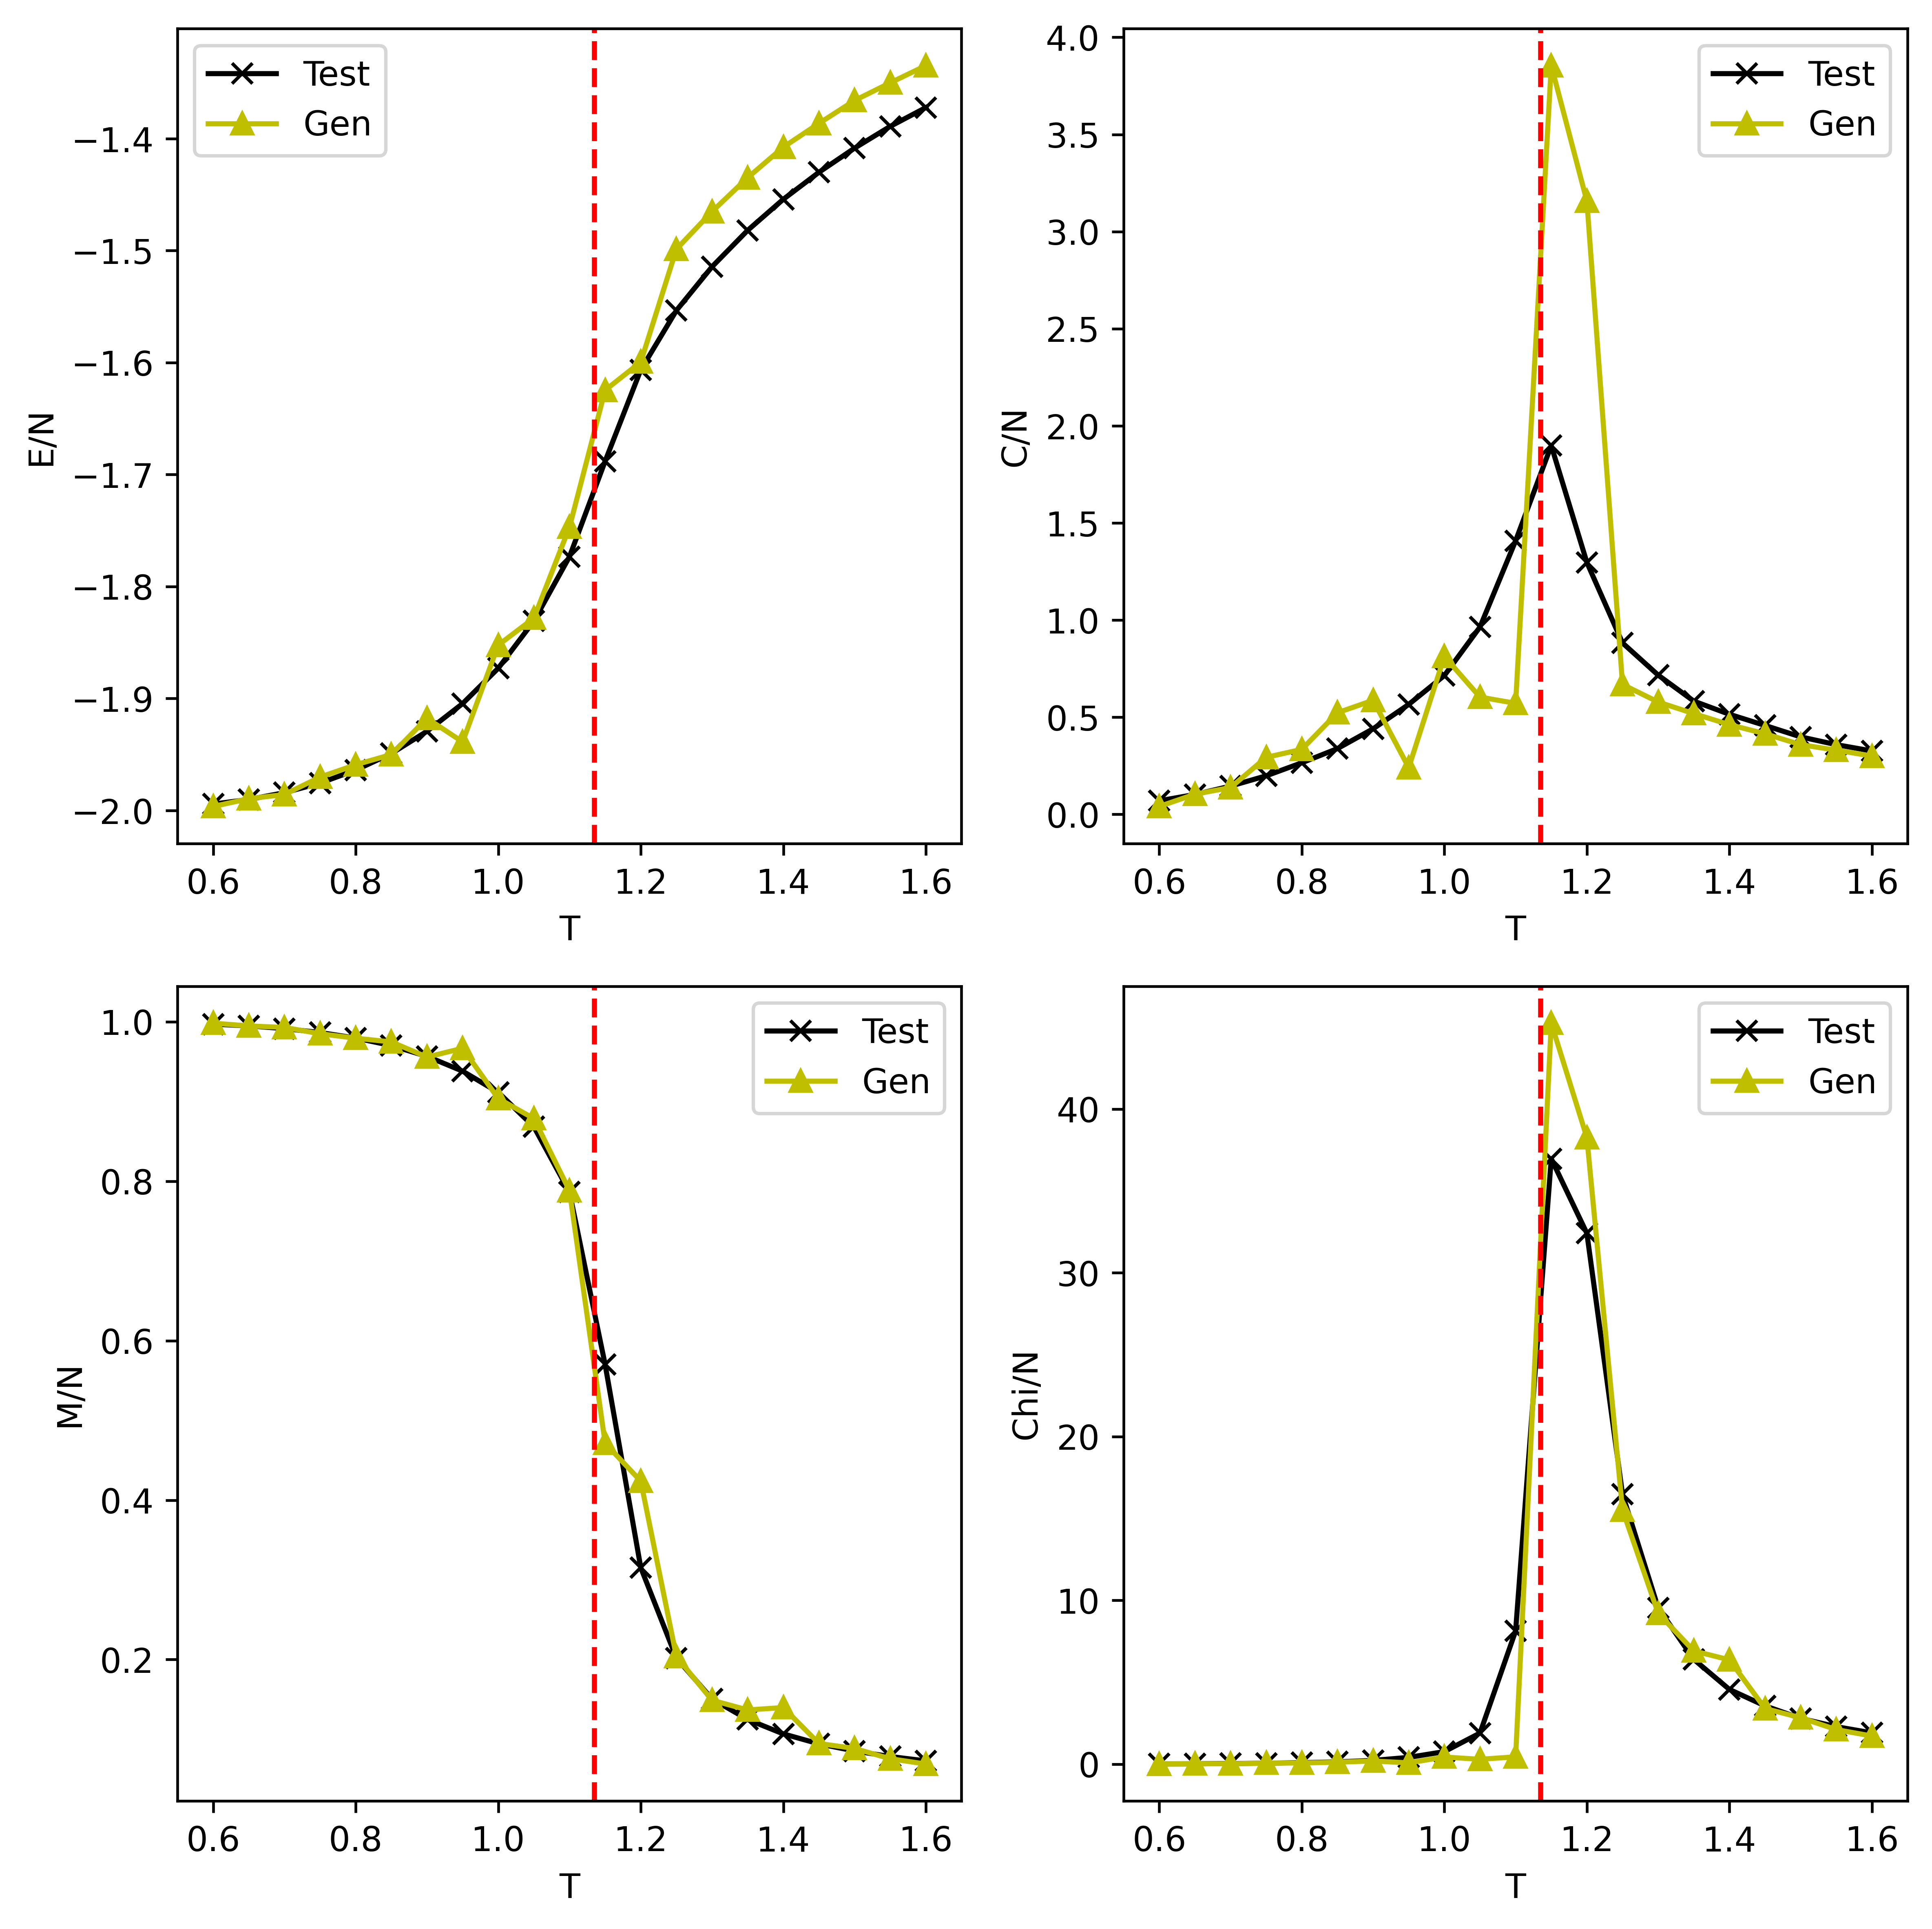 Test
Gen
−1.4
−1.5
−1.6
−1.7
−1.8
−1.9
−2.0
E/N
0.6 0.8 1.0 1.2 1.4 1.6
T
Test
Gen
4.0
3.5
3.0
2.5
2.0
1.5
1.0
0.5
0.0
C/N
0.6 0.8 1.0 1.2 1.4 1.6
T
Test
Gen
1.0
0.8
0.6
0.4
0.2
M/N
0.6 0.8 1.0 1.2 1.4 1.6
T
Test
Gen
40
30
20
10
0
Chi/N
0.6 0.8 1.0 1.2 1.4 1.6
T